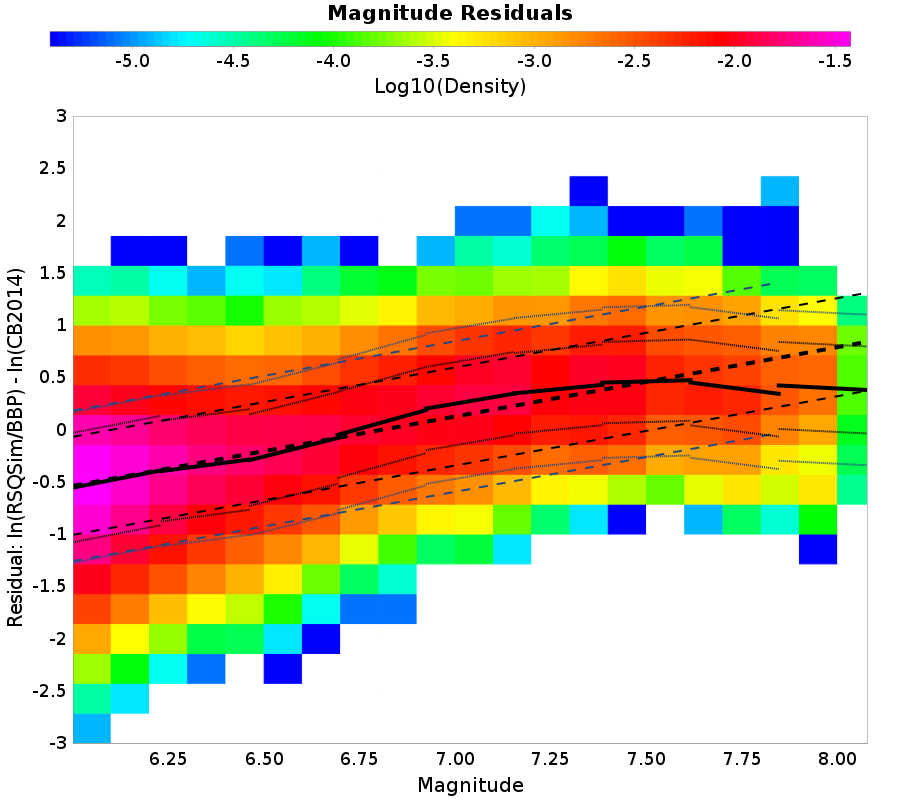 Magnitude Residuals
-5.0 -4.5 -4.0 -3.5 -3.0 -2.5 -2.0 -1.5
Log10(Density)
Residual: ln(RSQSim/BBP) - ln(CB2014)
3
2.5
2
1.5
1
0.5
0
-0.5
-1
-1.5
-2
-2.5
-3
6.25 6.50 6.75 7.00 7.25 7.50 7.75 8.00
Magnitude